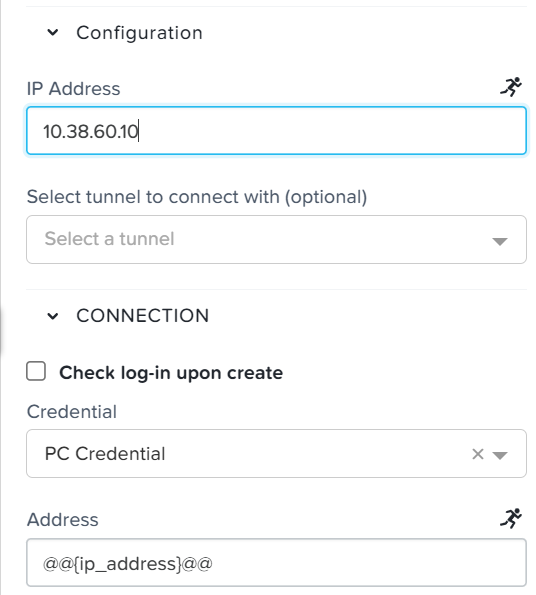 Configuration
IP Address
10.38.60.10
Select tunnel to connect with (optional)
Select a tunnel
CONNECTION
Check log-in upon create
Credential
PC Credential
Address
@@{ip_address}@@